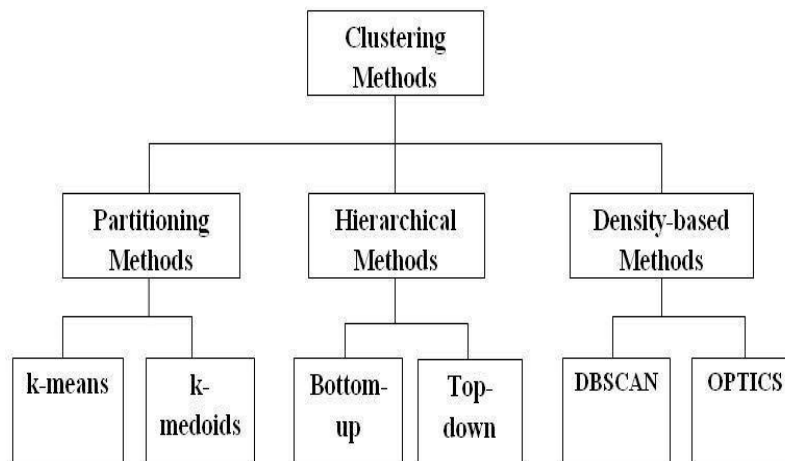 Clustering
Methods
Partitioning
Methods
Hierarchical
Methods
Density-based
Methods
k-means
k-
medoids
Bottom-
up
Top-
down
DBSCAN
OPTICS